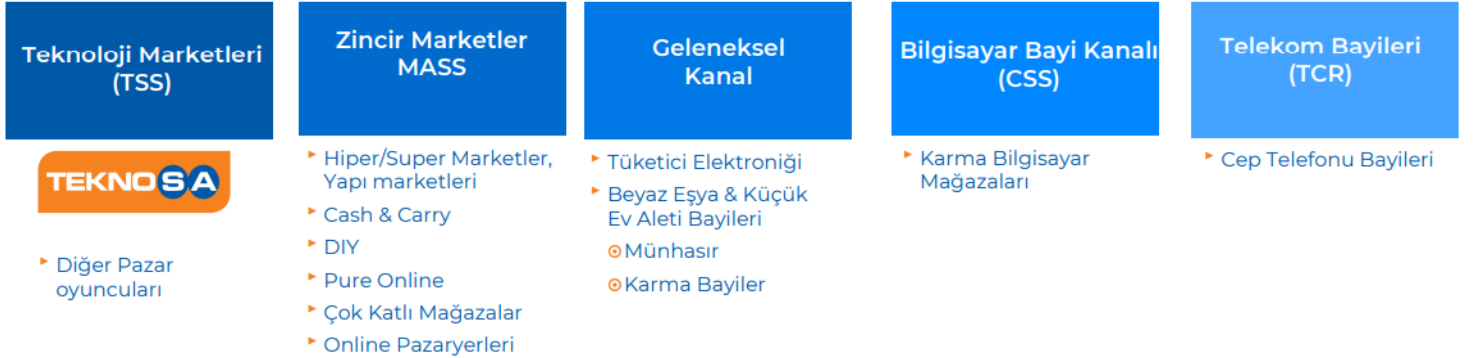 Teknoloji Marketleri
(TSS)
TEKNOSA
Diğer Pazar
oyuncuları
Zincir Marketler
MASS
Hiper/Super Marketler,
Yapı marketleri
Cash & Carry
DIY
Pure Online
Çok Katlı Mağazalar
Online Pazaryerleri
Geleneksel
Kanal
Tüketici Elektroniği
Beyaz Eşya & Küçük
Ev Aleti Bayileri
Münhasır
Karma Bayiler
Bilgisayar Bayi Kanalı
(CSS)
Karma Bilgisayar
Mağazaları
Telekom Bayileri
(TCR)
Cep Telefonu Bayileri